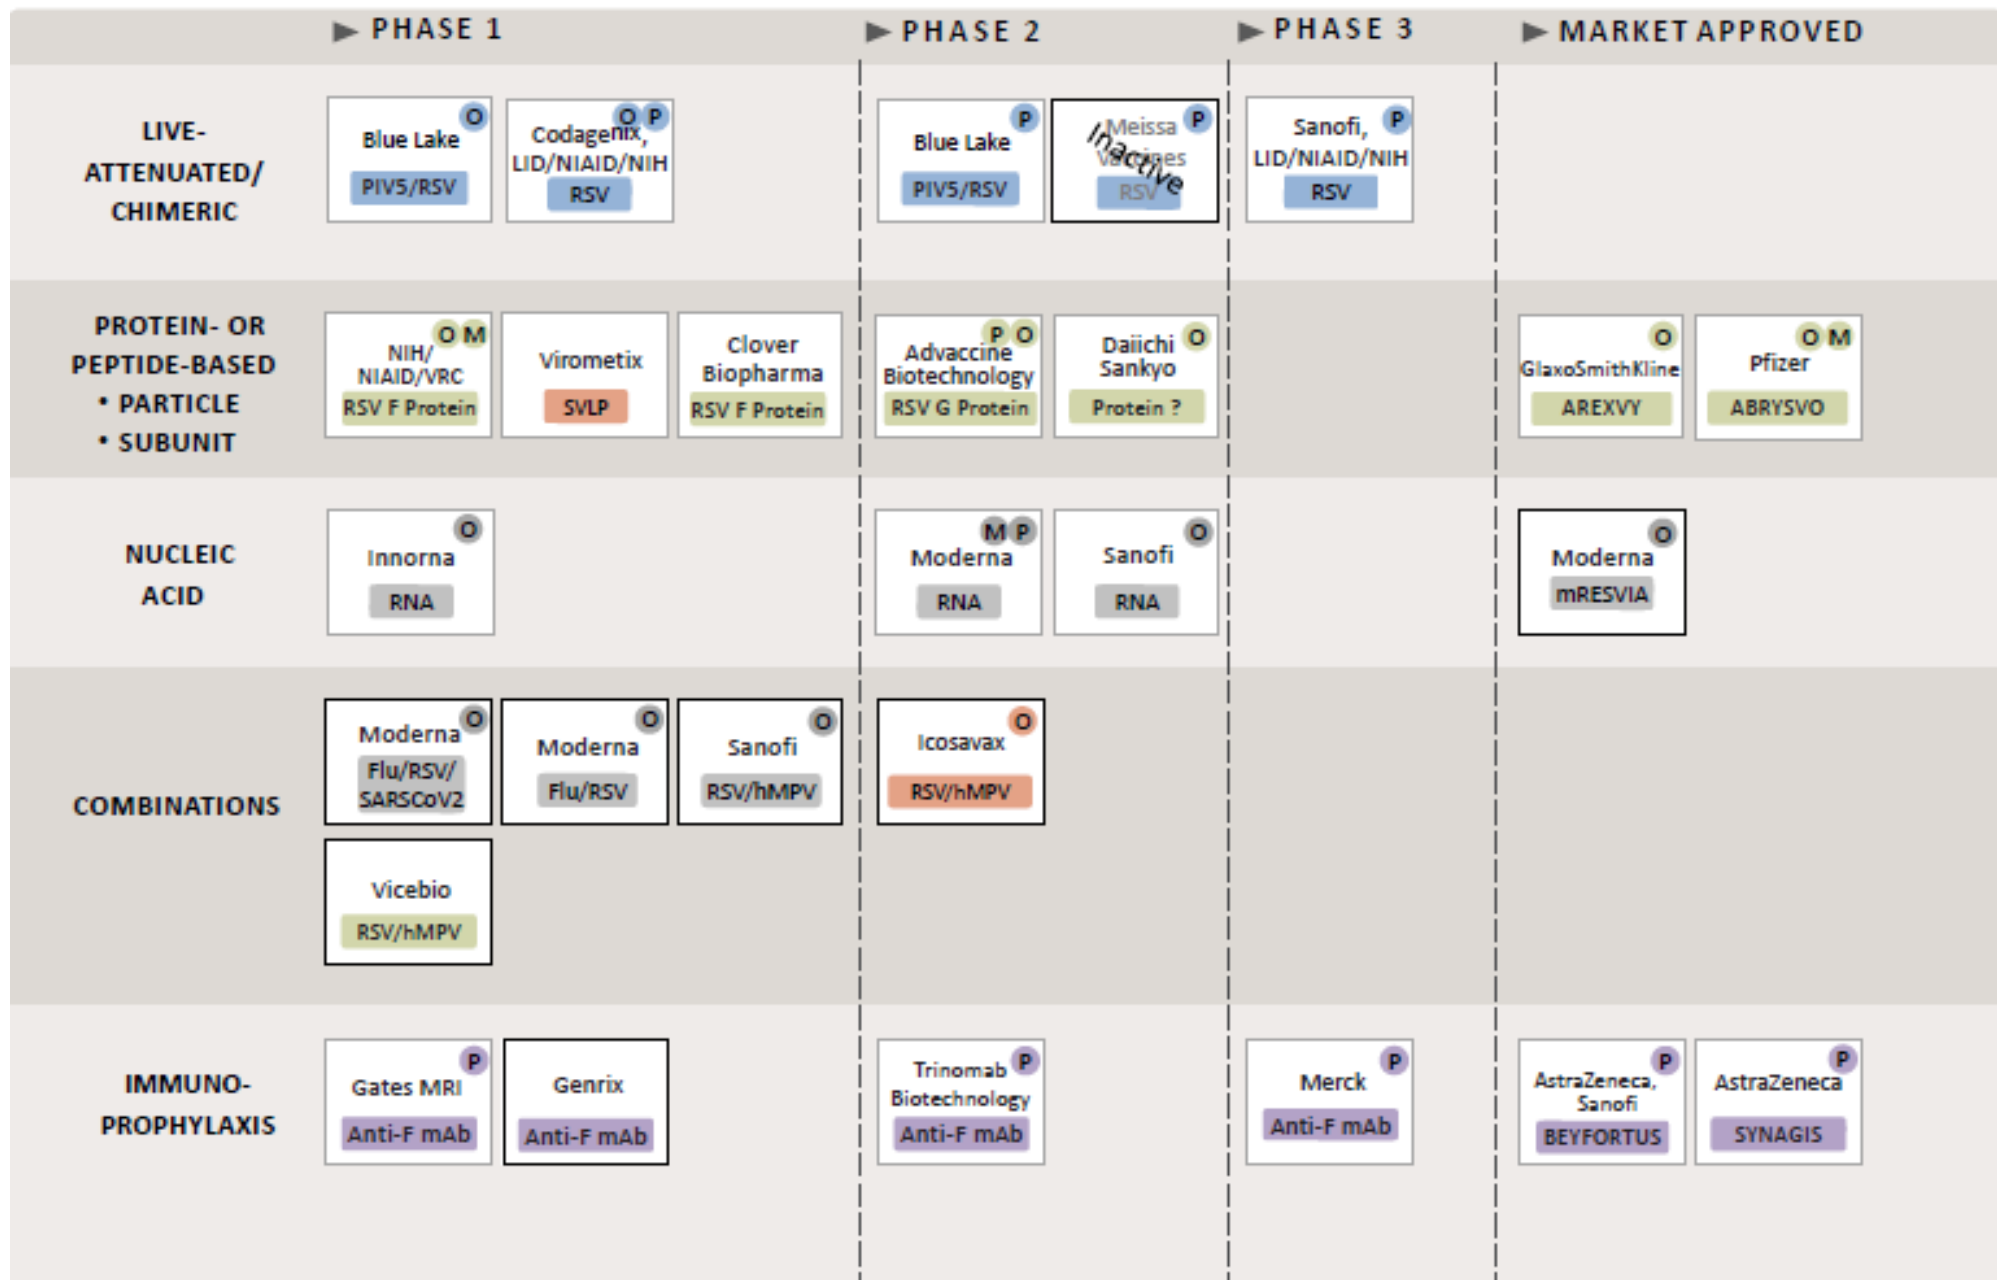 ▶ PHASE 1
▶ PHASE 2
▶ PHASE 3
▶ MARKET APPROVED
LIVE-
ATTENUATED/
CHIMERIC
O
Blue Lake
PIV5/RSV
O P
Codagenix,
LID/NIAID/NIH
RSV
P
Blue Lake
PIV5/RSV
P
Meissa
Vaccines
RSV
Inactive
P
Sanofi,
LID/NIAID/NIH
RSV
PROTEIN- OR
PEPTIDE-BASED
• PARTICLE
• SUBUNIT
O M
NIH/
NIAID/VRC
RSV F Protein
Virometix
SVLP
Clover
Biopharma
RSV F Protein
P O
Advaccine
Biotechnology
RSV G Protein
O
Daiichi
Sankyo
Protein ?
O
GlaxoSmithKline
AREXVY
O M
Pfizer
ABRYSVO
NUCLEIC
ACID
O
Innorna
RNA
M P
Moderna
RNA
O
Sanofi
RNA
O
Moderna
mRESVIA
COMBINATIONS
O
Moderna
Flu/RSV/
SARSCoV2
O
Moderna
Flu/RSV
O
Sanofi
RSV/hMPV
O
Icosavax
RSV/hMPV
Vicebio
RSV/hMPV
IMMUNO-
PROPHYLAXIS
P
Gates MRI
Anti-F mAb
Genrix
Anti-F mAb
P
Trinomab
Biotechnology
Anti-F mAb
P
Merck
Anti-F mAb
P
AstraZeneca,
Sanofi
BEYFORTUS
P
AstraZeneca
SYNAGIS